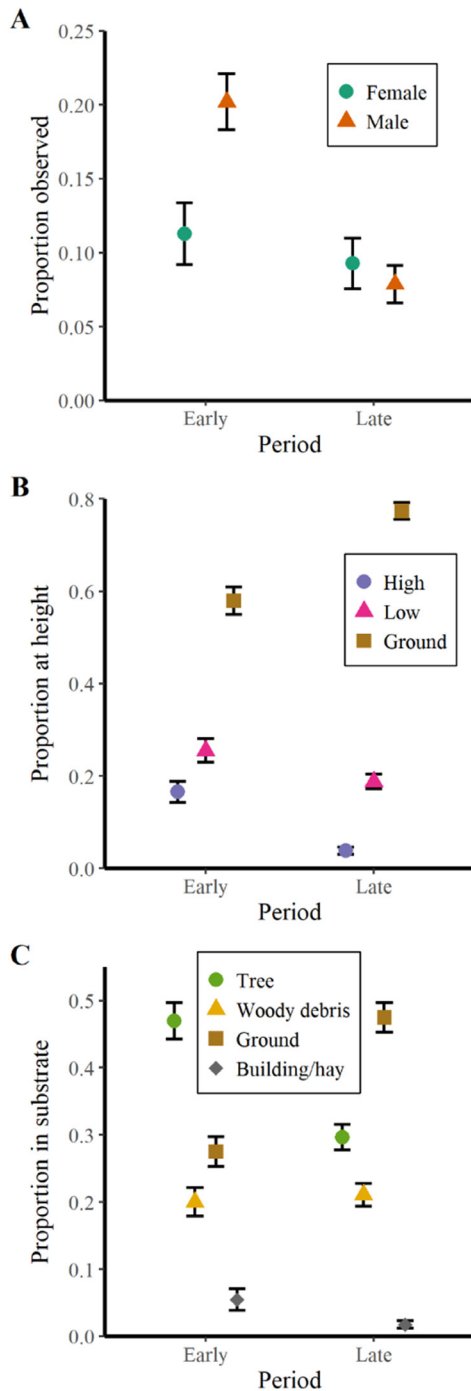 A
Proportion observed
0.25
0.20
0.15
0.10
0.05
0.00
Female
Male
Early
Late
Period
B
Proportion at height
0.8
0.6
0.4
0.2
0.0
High
Low
Ground
Early
Late
Period
C
Proportion in substrate
0.5
0.4
0.3
0.2
0.1
0.0
Tree
Woody debris
Ground
Building/hay
Early
Late
Period